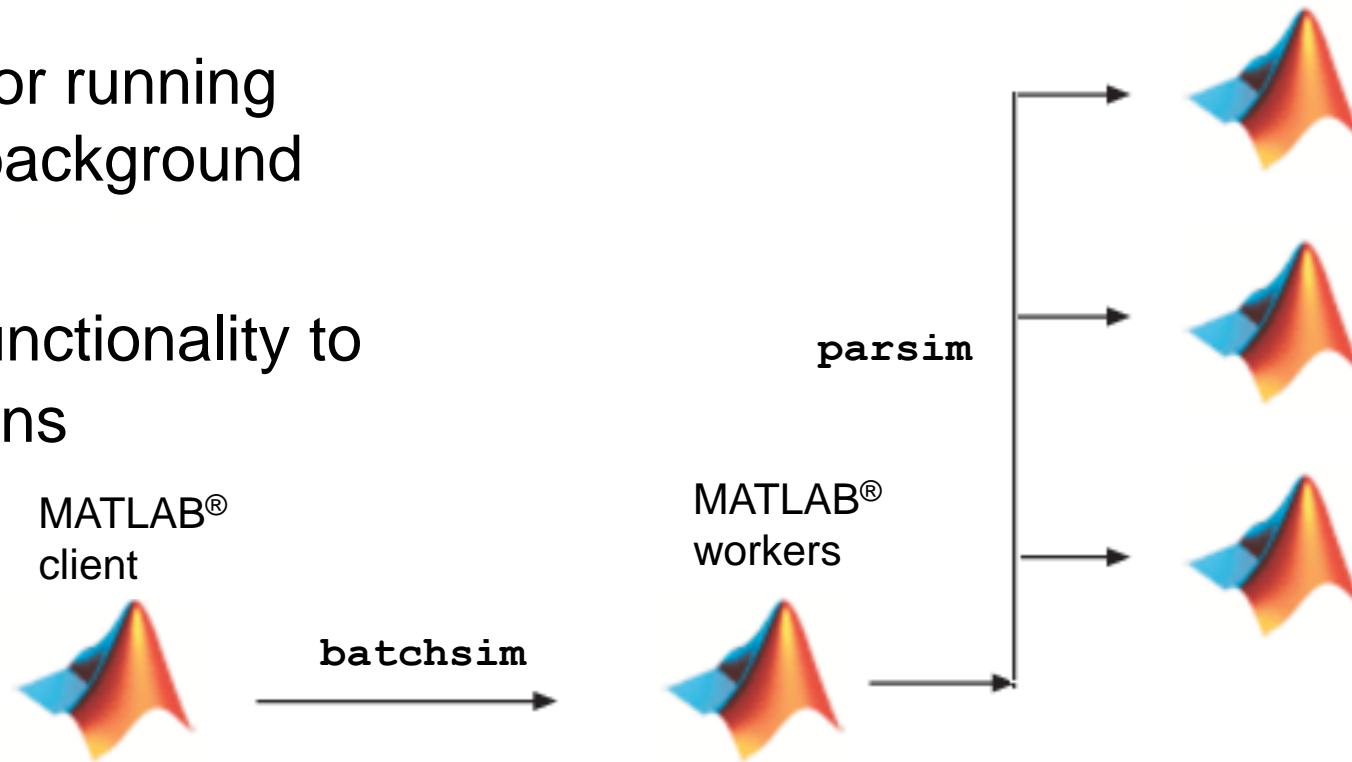 or running
background
unctionality to
ns
parsim
MATLAB®
client
MATLAB®
workers
batchsim